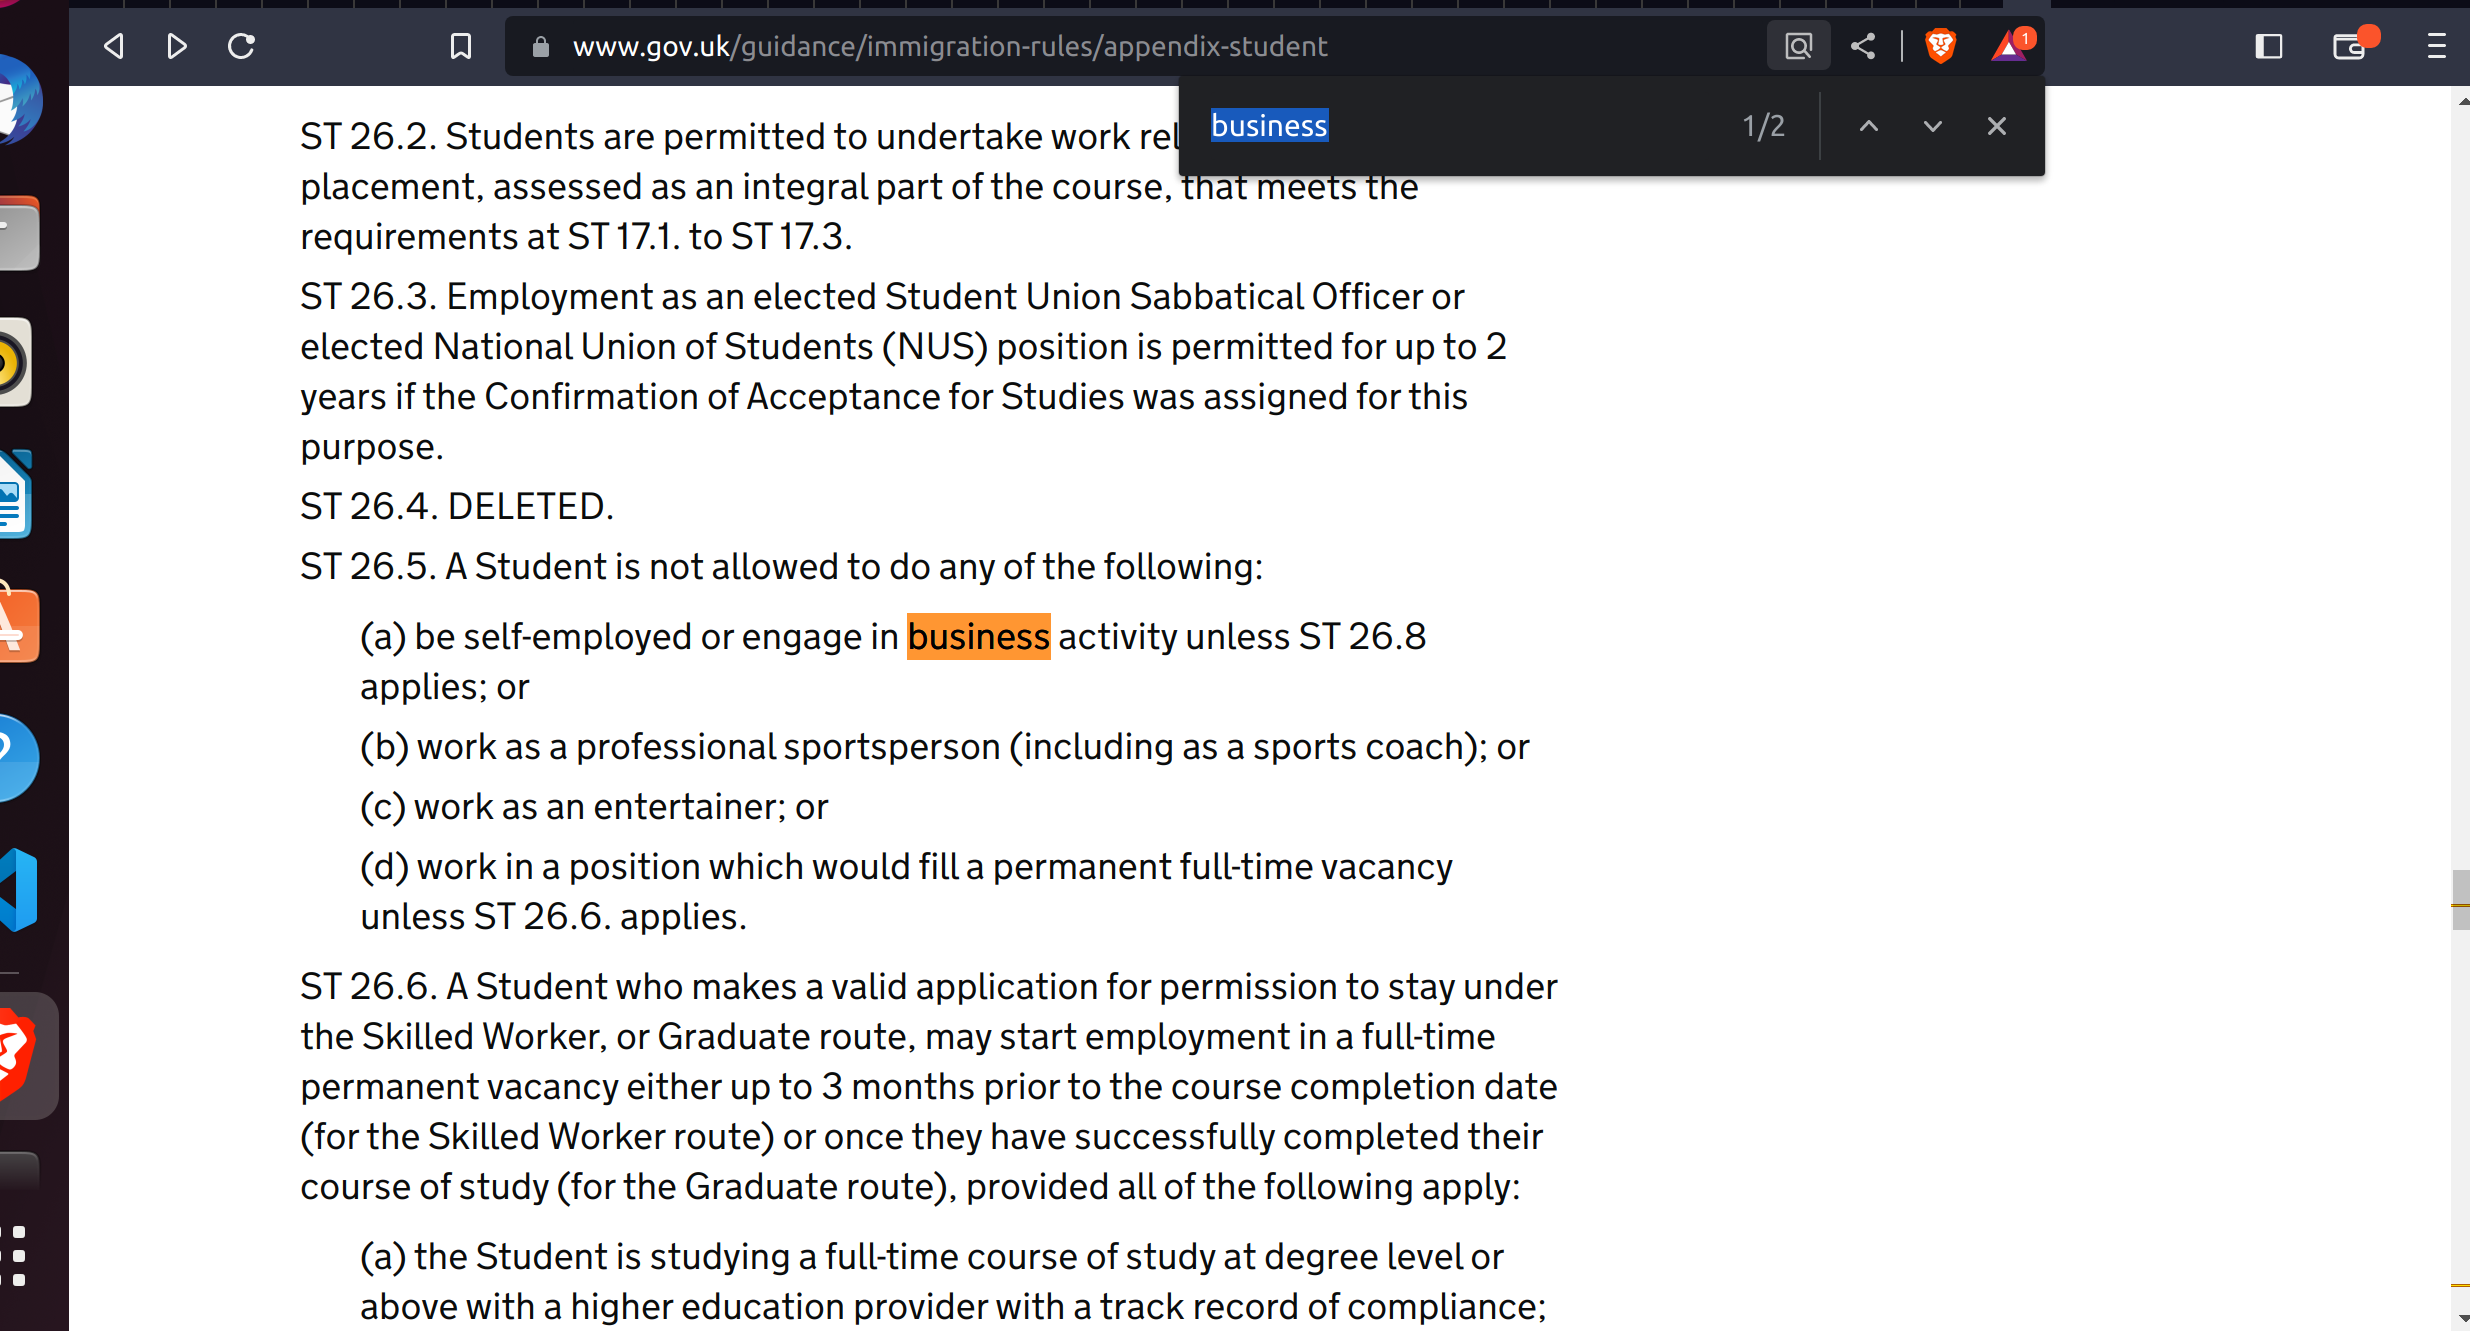 www.gov.uk/guidance/immigration-rules/appendix-student
1
business
1/2
ST 26.2. Students are permitted to undertake work
placement, assessed as an integral part of the course, that meets the
requirements at ST 17.1. to ST 17.3.
ST 26.3. Employment as an elected Student Union Sabbatical Officer or
elected National Union of Students (NUS) position is permitted for up to 2
years if the Confirmation of Acceptance for Studies was assigned for this
purpose.
ST 26.4. DELETED.
ST 26.5. A Student is not allowed to do any of the following:
(a) be self-employed or engage in business activity unless ST 26.8
applies; or
(b) work as a professional sportsperson (including as a sports coach); or
(c) work as an entertainer; or
(d) work in a position which would fill a permanent full-time vacancy
unless ST 26.6. applies.
ST 26.6. A Student who makes a valid application for permission to stay under
the Skilled Worker, or Graduate route, may start employment in a full-time
permanent vacancy either up to 3 months prior to the course completion date
(for the Skilled Worker route) or once they have successfully completed their
course of study (for the Graduate route), provided all of the following apply:
(a) the Student is studying a full-time course of study at degree level or
above with a higher education provider with a track record of compliance;